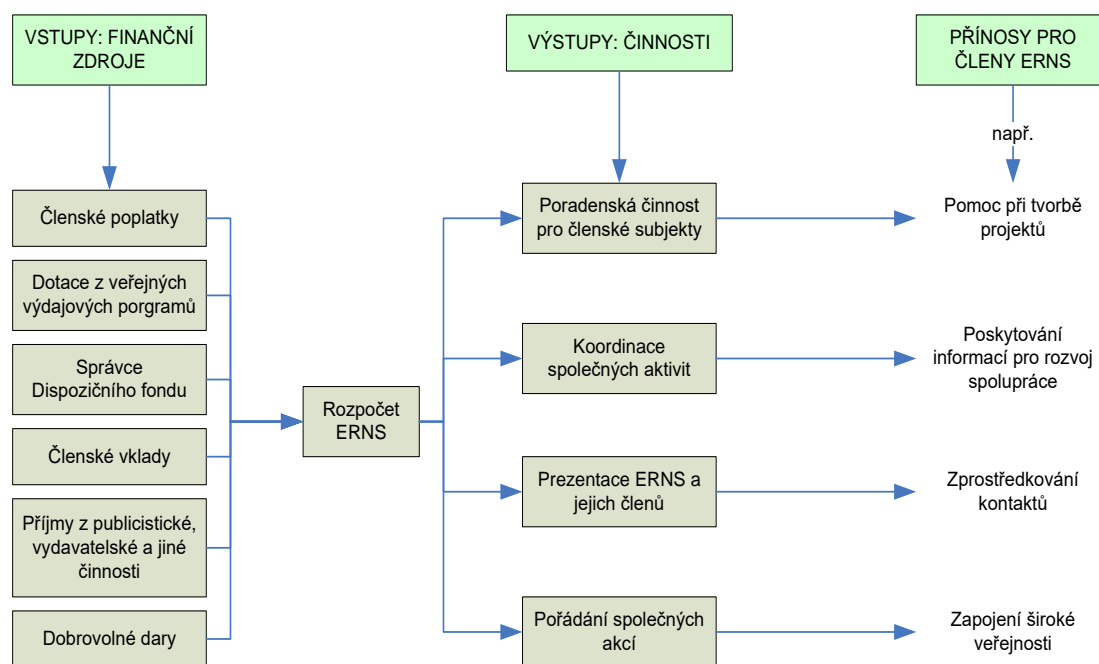 VSTUPY: FINANČNÍ
ZDROJE
VÝSTUPY: ČINNOSTI
PŘÍNOSY PRO
ČLENY ERNS
např.
Členské poplatky
Dotace z veřejných
výdajových porgramů
Správce
Dispozičního fondu
Členské vklady
Příjmy z publicistické,
vydavatelské a jiné
činnosti
Dobrovolné dary
Rozpočet
ERNS
Poradenská činnost
pro členské subjekty
Koordinace
společných aktivit
Prezentace ERNS a
jejich členů
Pořádání společných
akcí
Pomoc při tvorbě
projektů
Poskytování
informací pro rozvoj
spolupráce
Zprostředkování
kontaktů
Zapojení široké
veřejnosti